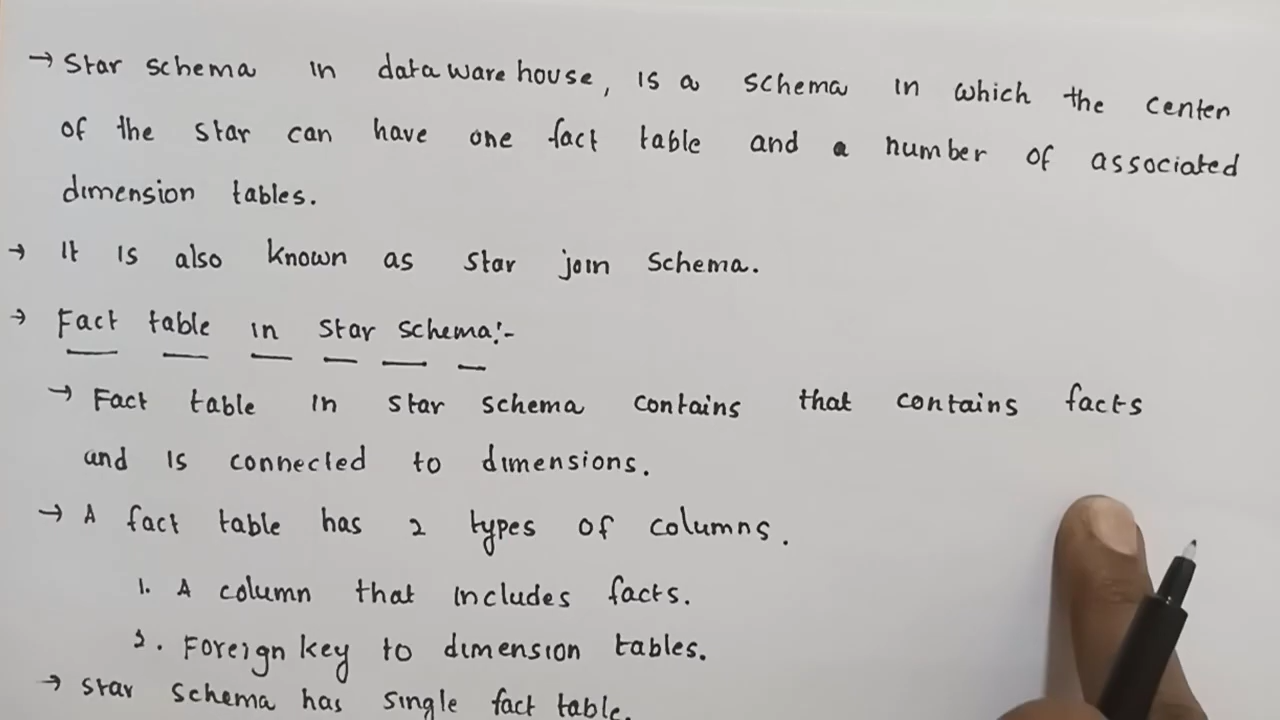 → Star schema in data ware house, is a schema in which the center
of the star can have one fact table and a number of associated
dimension tables.
→ It is also known as star join schema.
→ Fact table in star schema:-
→ Fact table in star schema contains that contains facts
and is connected to dimensions.
→ A fact table has 2 types of columns.
1. A column that includes facts.
2. Foreign key to dimension tables.
→ star schema has single fact table.